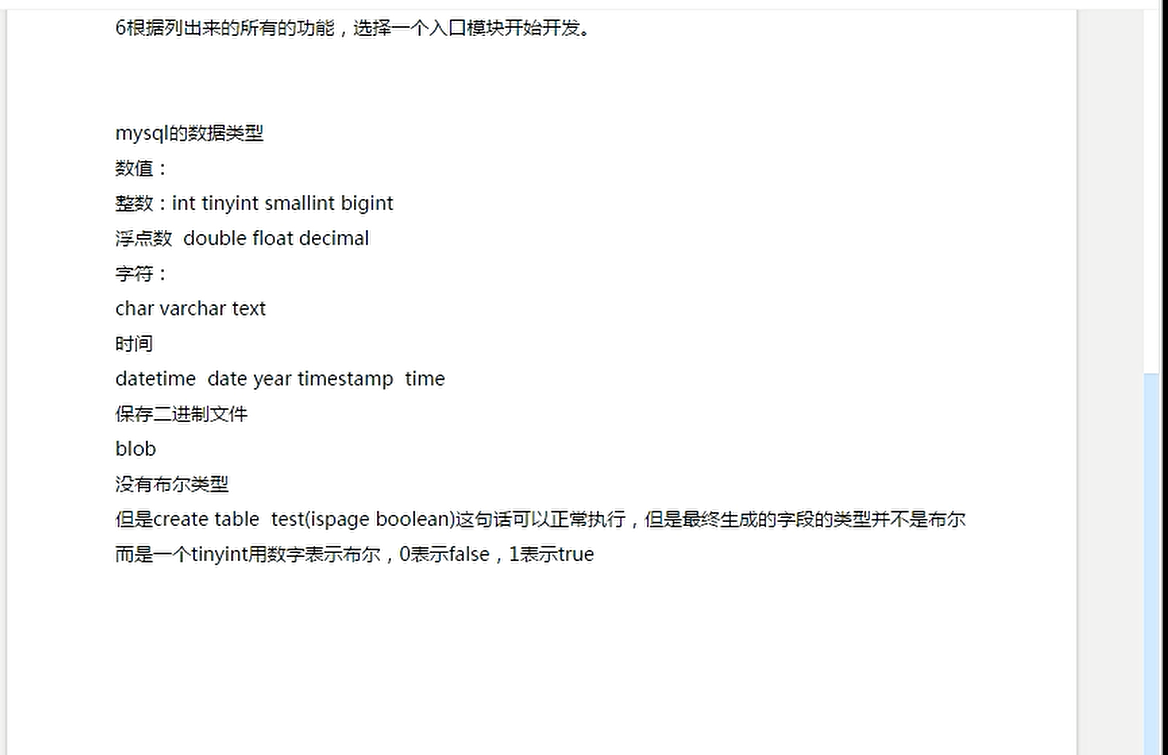 6根据列出来的所有的功能，选择一个入口模块开始开发。
mysql的数据类型
数值：
整数：int tinyint smallint bigint
浮点数  double float decimal
字符：
char varchar text
时间
datetime  date year timestamp  time
保存二进制文件
blob
没有布尔类型
但是create table  test(ispage boolean)这句话可以正常执行，但是最终生成的字段的类型并不是布尔
而是一个tinyint用数字表示布尔，0表示false，1表示true